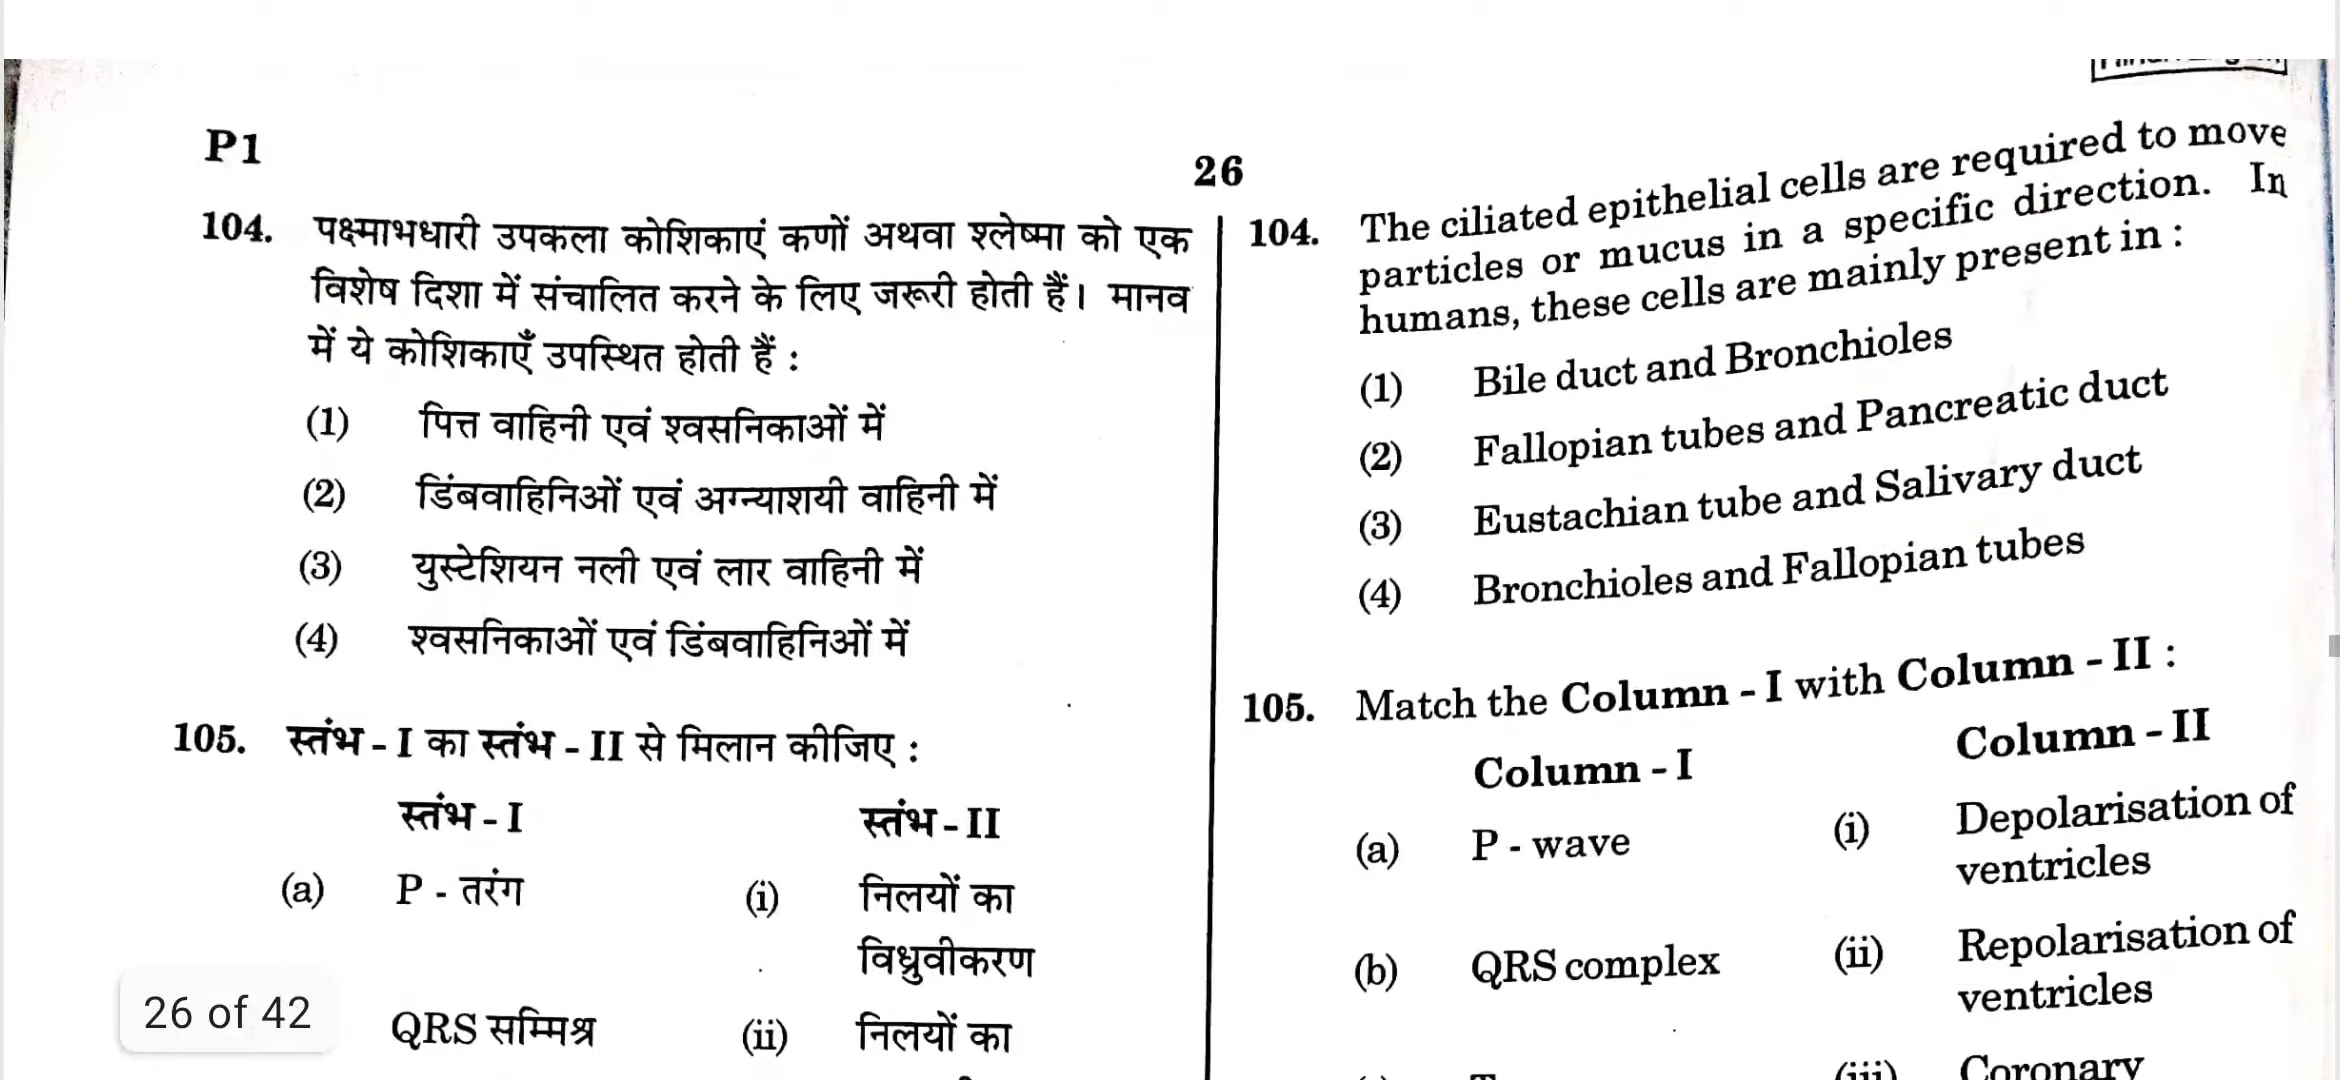 P1
26
104. पक्ष्माभधारी उपकला कोशिकाएं कणों अथवा श्लेष्मा को एक
विशेष दिशा में संचालित करने के लिए जरूरी होती हैं। मानव
में ये कोशिकाएँ उपस्थित होती हैं :
(1) पित्त वाहिनी एवं श्वसनिकाओं में
(2) डिंबवाहिनिओं एवं अग्न्याशयी वाहिनी में
(3) युस्टेशियन नली एवं लार वाहिनी में
(4) श्वसनिकाओं एवं डिंबवाहिनिओं में
105. स्तंभ - I का स्तंभ - II से मिलान कीजिए :
स्तंभ - I स्तंभ - II
(a) P - तरंग (i) निलयों का
विध्रुवीकरण
QRS सम्मिश्र (ii) निलयों का
26 of 42
104. The ciliated epithelial cells are required to move
particles or mucus in a specific direction. In
humans, these cells are mainly present in :
(1) Bile duct and Bronchioles
(2) Fallopian tubes and Pancreatic duct
(3) Eustachian tube and Salivary duct
(4) Bronchioles and Fallopian tubes
105. Match the Column - I with Column - II :
Column - I Column - II
(a) P - wave (i) Depolarisation of
ventricles
(b) QRS complex (ii) Repolarisation of
ventricles
(iii) Coronary